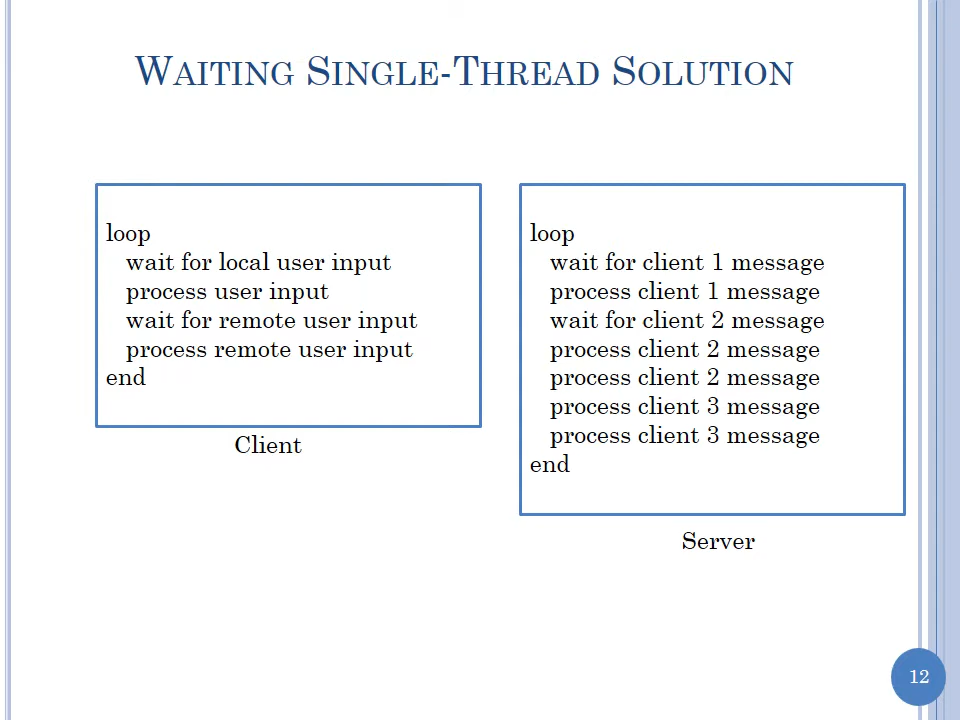 WAITING SINGLE-THREAD SOLUTION
loop
wait for local user input
process user input
wait for remote user input
process remote user input
end
Client
loop
wait for client 1 message
process client 1 message
wait for client 2 message
process client 2 message
process client 2 message
process client 3 message
process client 3 message
end
Server
12